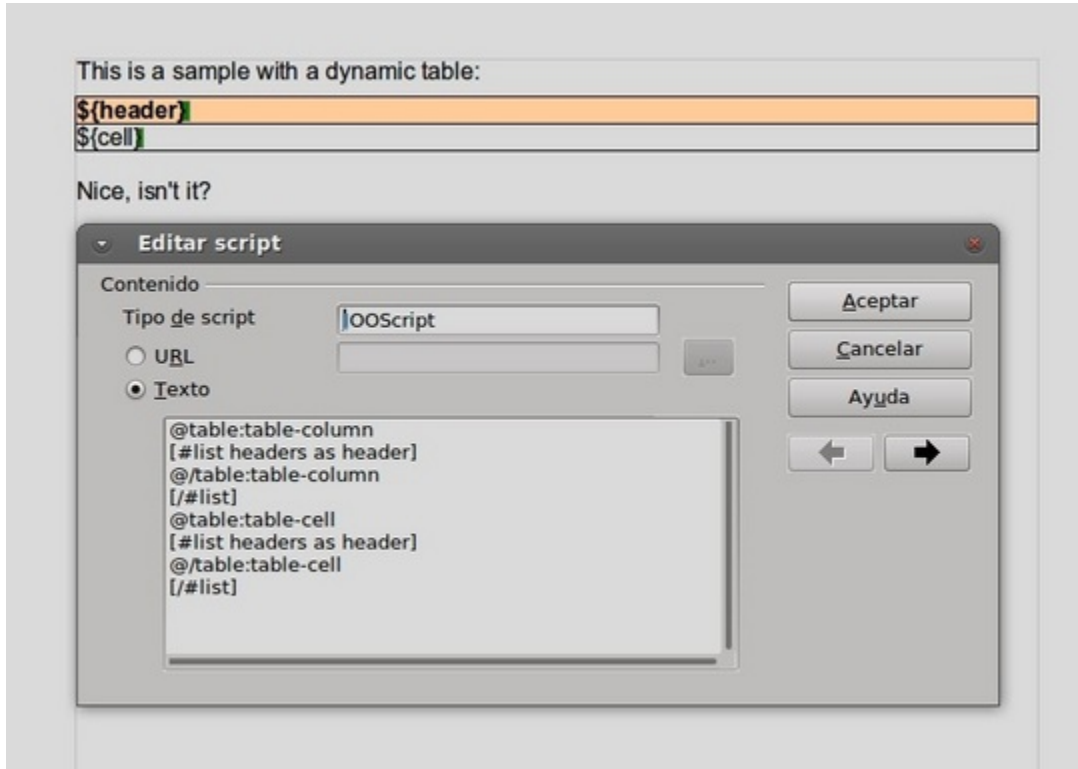 This is a sample with a dynamic table:
${header}
${cell}
Nice, isn't it?
Editar script
Contenido
Tipo de script
JOOScript
URL
...
Texto
@table:table-column
[#list headers as header]
@/table:table-column
[/#list]
@table:table-cell
[#list headers as header]
@/table:table-cell
[/#list]
Aceptar
Cancelar
Ayuda